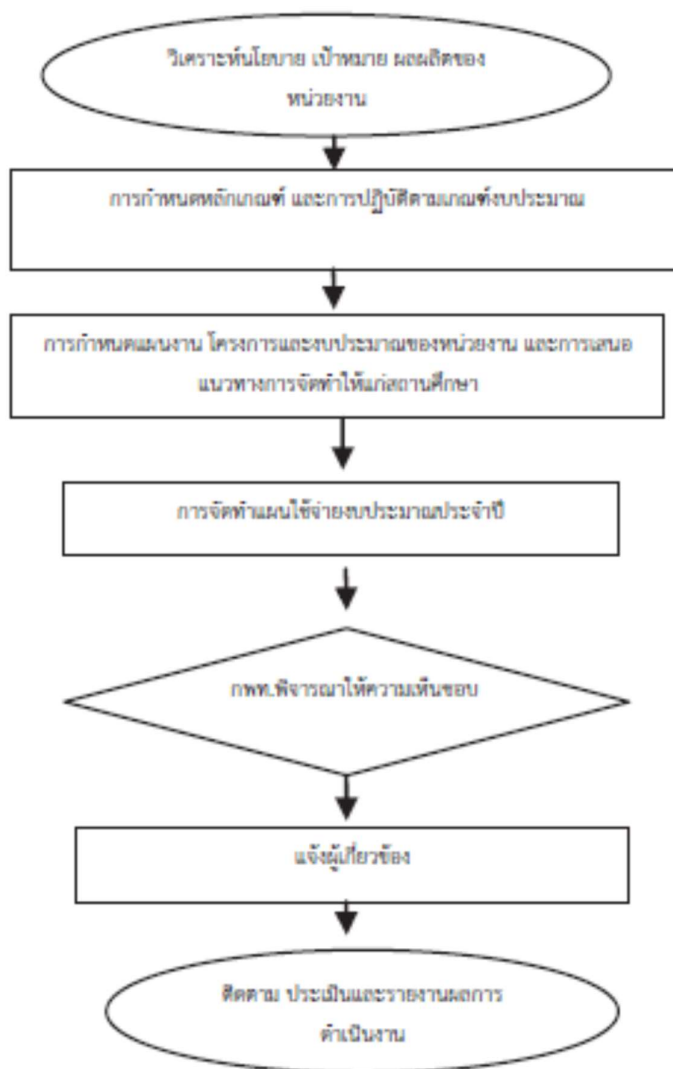 วิเคราะห์นโยบาย เป้าหมาย ผลผลิตของ
หน่วยงาน
การกำหนดหลักเกณฑ์ และการปฏิบัติตามเกณฑ์งบประมาณ
การกำหนดแผนงาน โครงการและงบประมาณของหน่วยงาน และการเสนอ
แนวทางการจัดทำให้แก่สถานศึกษา
การจัดทำแผนใช้จ่ายงบประมาณประจำปี
กพท.พิจารณาให้ความเห็นชอบ
แจ้งผู้เกี่ยวข้อง
ติดตาม ประเมินและรายงานผลการ
ดำเนินงาน